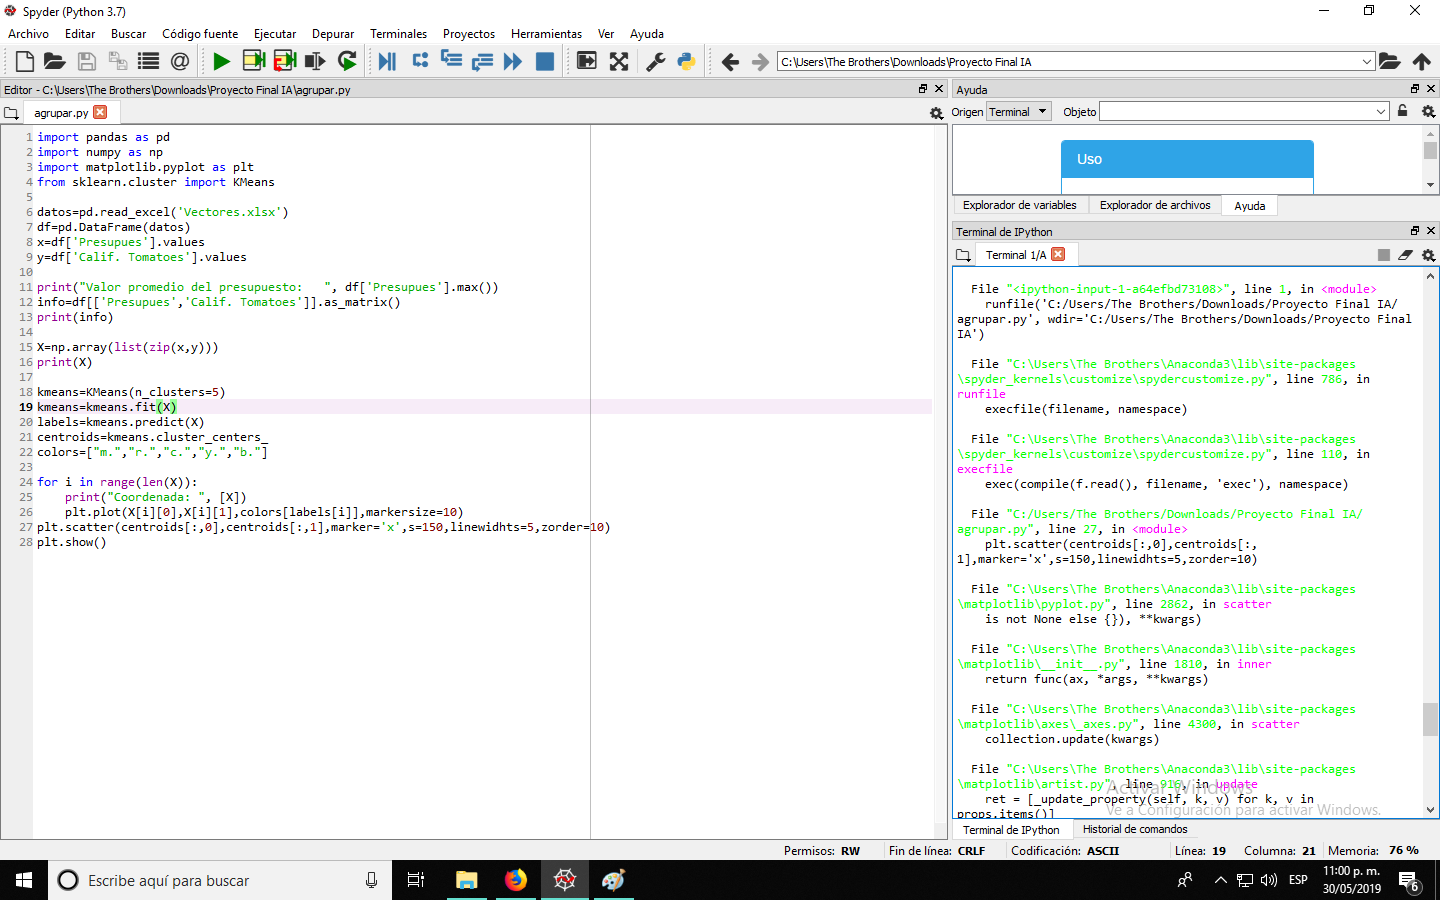 Spyder (Python 3.7)
Archivo Editar Buscar Código fuente Ejecutar Depurar Terminales Proyectos Herramientas Ver Ayuda
C:\Users\The Brothers\Downloads\Proyecto Final IA
Editor - C:\Users\The Brothers\Downloads\Proyecto Final IA\agrupar.py
agrupar.py
1 import pandas as pd
2 import numpy as np
3 import matplotlib.pyplot as plt
4 from sklearn.cluster import KMeans
5
6 datos=pd.read_excel('Vectores.xlsx')
7 df=pd.DataFrame(datos)
8 x=df['Presupues'].values
9 y=df['Calif. Tomatoes'].values
10
11 print("Valor promedio del presupuesto:   ", df['Presupues'].max())
12 info=df[['Presupues','Calif. Tomatoes']].as_matrix()
13 print(info)
14
15 X=np.array(list(zip(x,y)))
16 print(X)
17
18 kmeans=KMeans(n_clusters=5)
19 kmeans=kmeans.fit(X)
20 labels=kmeans.predict(X)
21 centroids=kmeans.cluster_centers_
22 colors=["m.","r.","c.","y.","b."]
23
24 for i in range(len(X)):
25     print("Coordenada: ", [X])
26     plt.plot(X[i][0],X[i][1],colors[labels[i]],markersize=10)
27 plt.scatter(centroids[:,0],centroids[:,1],marker='x',s=150,linewidhts=5,zorder=10)
28 plt.show()
Ayuda
Origen Terminal Objeto
Uso
Explorador de variables Explorador de archivos Ayuda
Terminal de IPython
Terminal 1/A
File "<ipython-input-1-a64efbd73108>", line 1, in <module>
runfile('C:/Users/The Brothers/Downloads/Proyecto Final IA/
agrupar.py', wdir='C:/Users/The Brothers/Downloads/Proyecto Final
IA')
File "C:\Users\The Brothers\Anaconda3\lib\site-packages
\spyder_kernels\customize\spydercustomize.py", line 786, in
runfile
execfile(filename, namespace)
File "C:\Users\The Brothers\Anaconda3\lib\site-packages
\spyder_kernels\customize\spydercustomize.py", line 110, in
execfile
exec(compile(f.read(), filename, 'exec'), namespace)
File "C:/Users/The Brothers/Downloads/Proyecto Final IA/
agrupar.py", line 27, in <module>
plt.scatter(centroids[:,0],centroids[:,
1],marker='x',s=150,linewidhts=5,zorder=10)
File "C:\Users\The Brothers\Anaconda3\lib\site-packages
\matplotlib\pyplot.py", line 2862, in scatter
is not None else {}), **kwargs)
File "C:\Users\The Brothers\Anaconda3\lib\site-packages
\matplotlib\__init__.py", line 1810, in inner
return func(ax, *args, **kwargs)
File "C:\Users\The Brothers\Anaconda3\lib\site-packages
\matplotlib\axes\_axes.py", line 4300, in scatter
collection.update(kwargs)
File "C:\Users\The Brothers\Anaconda3\lib\site-packages
\matplotlib\artist.py", line 916, in update
ret = [_update_property(self, k, v) for k, v in
props.items()]
Activar Windows
Ve a Configuración para activar Windows.
Terminal de IPython Historial de comandos
Permisos: RW Fin de línea: CRLF Codificación: ASCII Línea: 19 Columna: 21 Memoria: 76 %
Escribe aquí para buscar
ESP
11:00 p. m.
30/05/2019
6